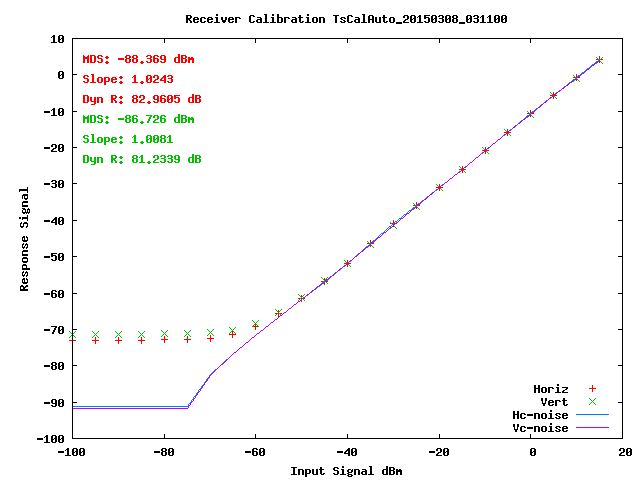 Receiver Calibration TsCalAuto_20150308_031100
10
0
-10
-20
-30
-40
-50
-60
-70
-80
-90
-100
Response Signal
MDS: -88.369 dBm
Slope: 1.0243
Dyn R: 82.9605 dB
MDS: -86.726 dBm
Slope: 1.0081
Dyn R: 81.2339 dB
Horiz
Vert
Hc-noise
Vc-noise
-100 -80 -60 -40 -20 0 20
Input Signal dBm